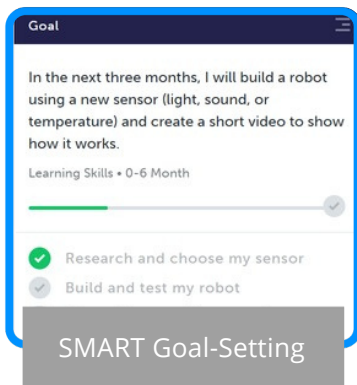 Goal
In the next three months, I will build a robot
using a new sensor (light, sound, or
temperature) and create a short video to show
how it works.
Learning Skills • 0-6 Month
Research and choose my sensor
Build and test my robot
SMART Goal-Setting